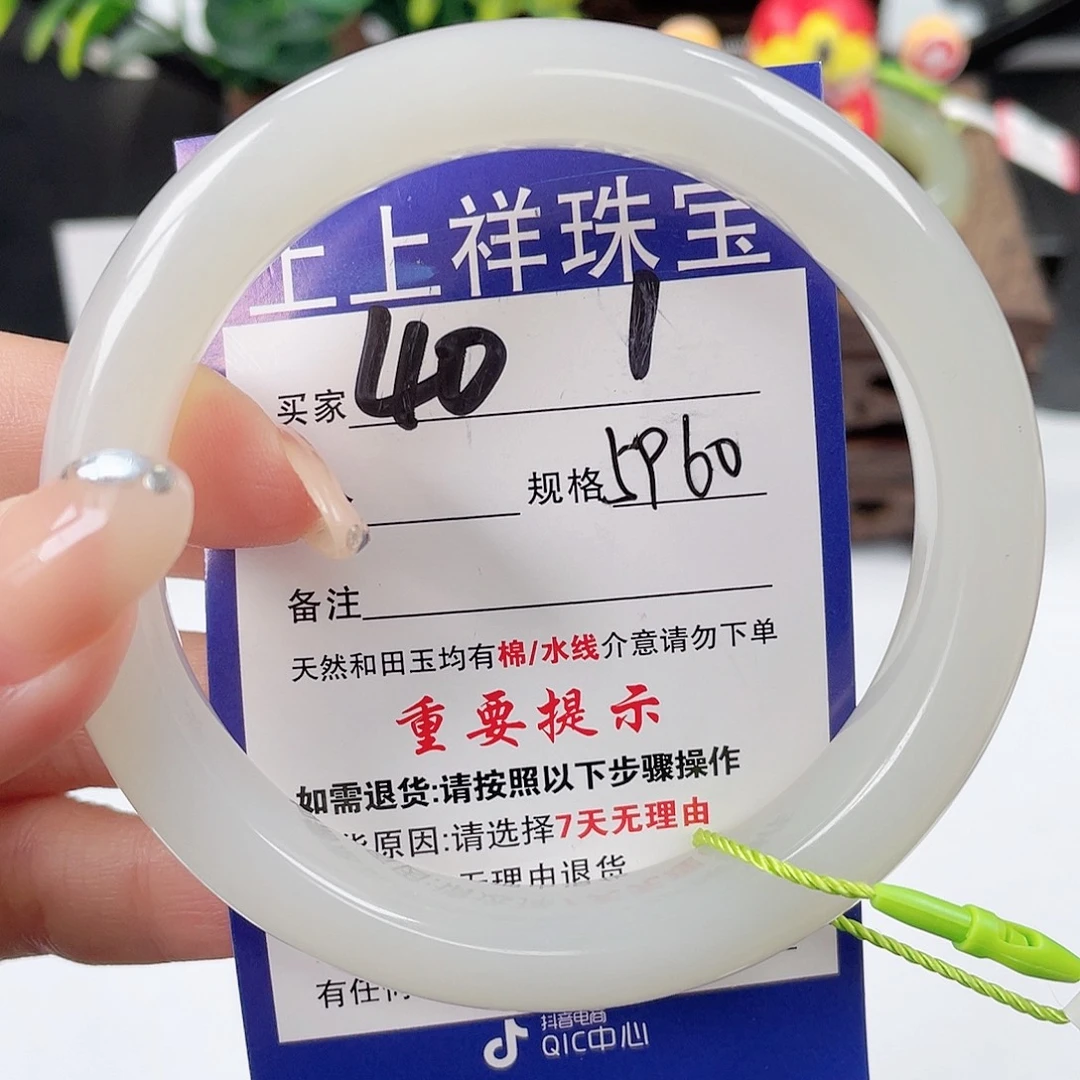 上上祥珠宝
买家 40 1
规格 5960
备注
天然和田玉均有棉/水线介意请勿下单
重要提示
如需退货:请按照以下步骤操作
原因:请选择7天无理由
无理由退货
有任何
抖音电商
QIC中心